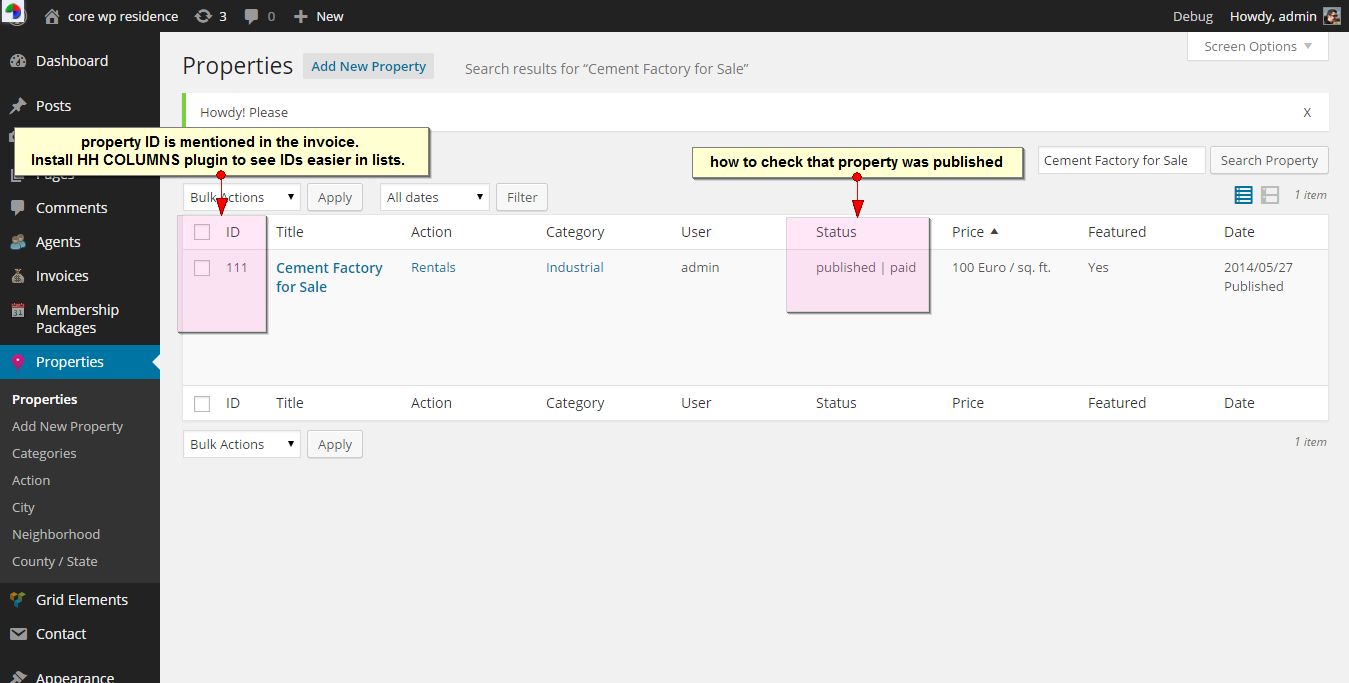 core wp residence 3 0 New Debug Howdy, admin
Dashboard
Posts
Pages
Comments
Agents
Invoices
Membership
Packages
Properties
Properties
Add New Property
Categories
Action
City
Neighborhood
County / State
Grid Elements
Contact
Appearance
Screen Options
Properties Add New Property Search results for “Cement Factory for Sale”
Howdy! Please X
property ID is mentioned in the invoice.
Install HH COLUMNS plugin to see IDs easier in lists.
how to check that property was published
Cement Factory for Sale Search Property
Bulk Actions Apply All dates Filter 1 item
ID Title Action Category User Status Price Featured Date
111 Cement Factory Rentals Industrial admin published | paid 100 Euro / sq. ft. Yes 2014/05/27
for Sale Published
ID Title Action Category User Status Price Featured Date
Bulk Actions Apply 1 item